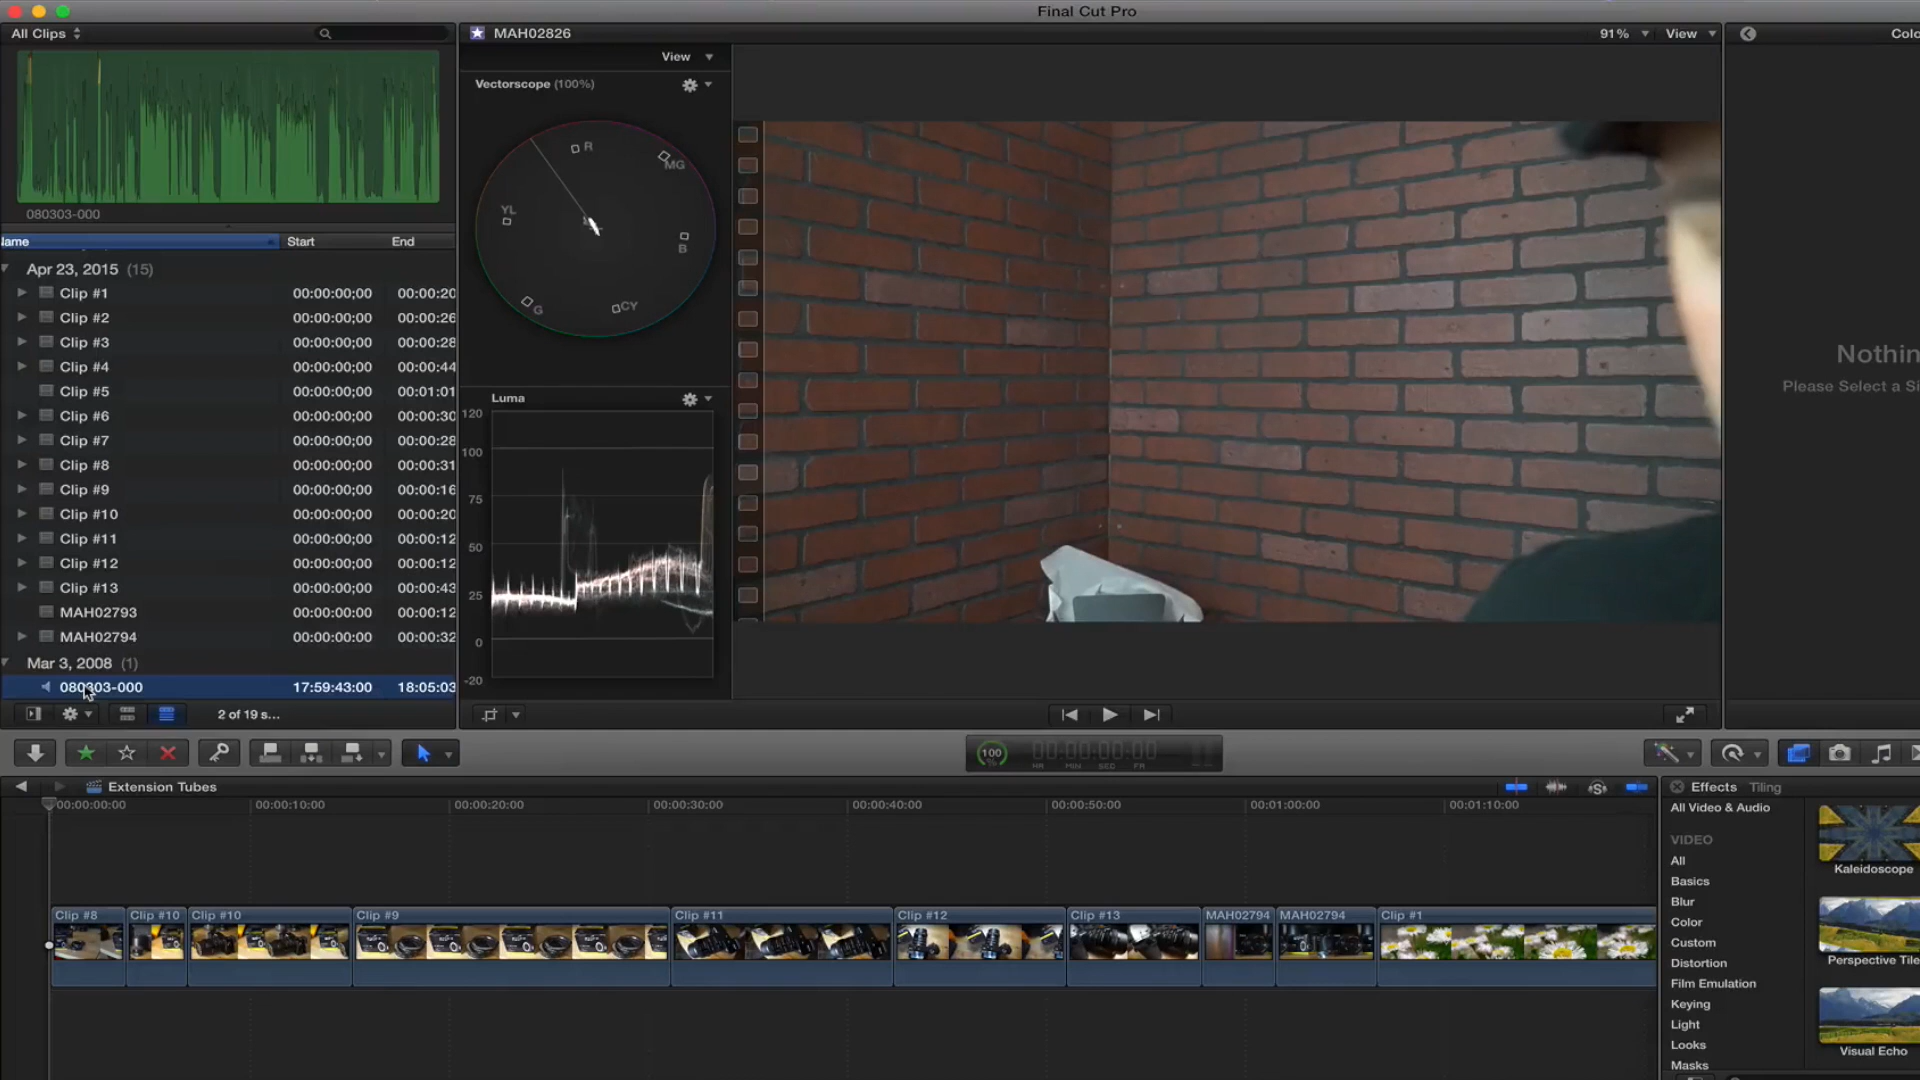 Final Cut Pro
All Clips
MAH02826
91%
View
View
Vectorscope (100%)
R
MG
YL
B
G
CY
080303-000
Start
End
Apr 23, 2015 (15)
Clip #1 00:00:00;00 00:00:20
Clip #2 00:00:00;00 00:00:26
Clip #3 00:00:00;00 00:00:28
Clip #4 00:00:00;00 00:00:44
Clip #5 00:00:00;00 00:01:01
Clip #6 00:00:00;00 00:00:30
Clip #7 00:00:00;00 00:00:28
Clip #8 00:00:00;00 00:00:31
Clip #9 00:00:00;00 00:00:16
Clip #10 00:00:00;00 00:00:20
Clip #11 00:00:00;00 00:00:12
Clip #12 00:00:00;00 00:00:12
Clip #13 00:00:00;00 00:00:43
MAH02793 00:00:00;00 00:00:12
MAH02794 00:00:00:00 00:00:32
Mar 3, 2008 (1)
080303-000 17:59:43:00 18:05:03
2 of 19 s...
Luma
120
100
75
50
25
0
-20
Please Select a
100
%
00:00:00:00
HR MIN SEC FR
Extension Tubes
00:00:00:00 00:00:10:00 00:00:20:00 00:00:30:00 00:00:40:00 00:00:50:00 00:01:00:00 00:01:10:00
Clip #8 Clip #10 Clip #10 Clip #9 Clip #11 Clip #12 Clip #13 MAH02794 MAH02794 Clip #1
Effects Tiling
All Video & Audio
VIDEO
All
Basics
Blur
Color
Custom
Distortion
Film Emulation
Keying
Light
Looks
Masks
Kaleidoscope
Perspective Tile
Visual Echo